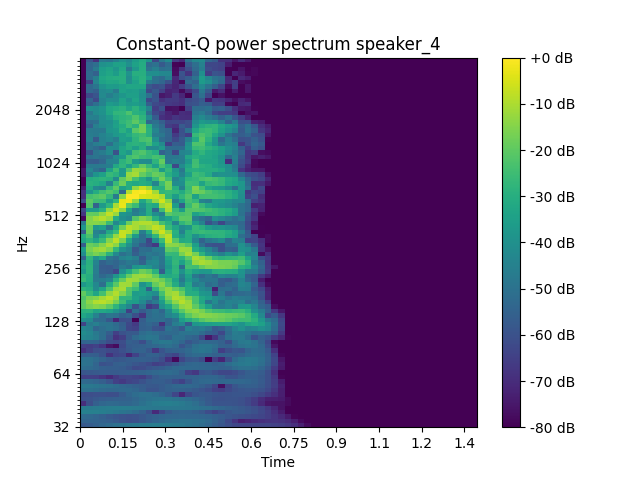 Constant-Q power spectrum speaker_4
Hz
2048
1024
512
256
128
64
32
0 0.15 0.3 0.45 0.6 0.75 0.9 1.1 1.2 1.4
Time
+0 dB
-10 dB
-20 dB
-30 dB
-40 dB
-50 dB
-60 dB
-70 dB
-80 dB